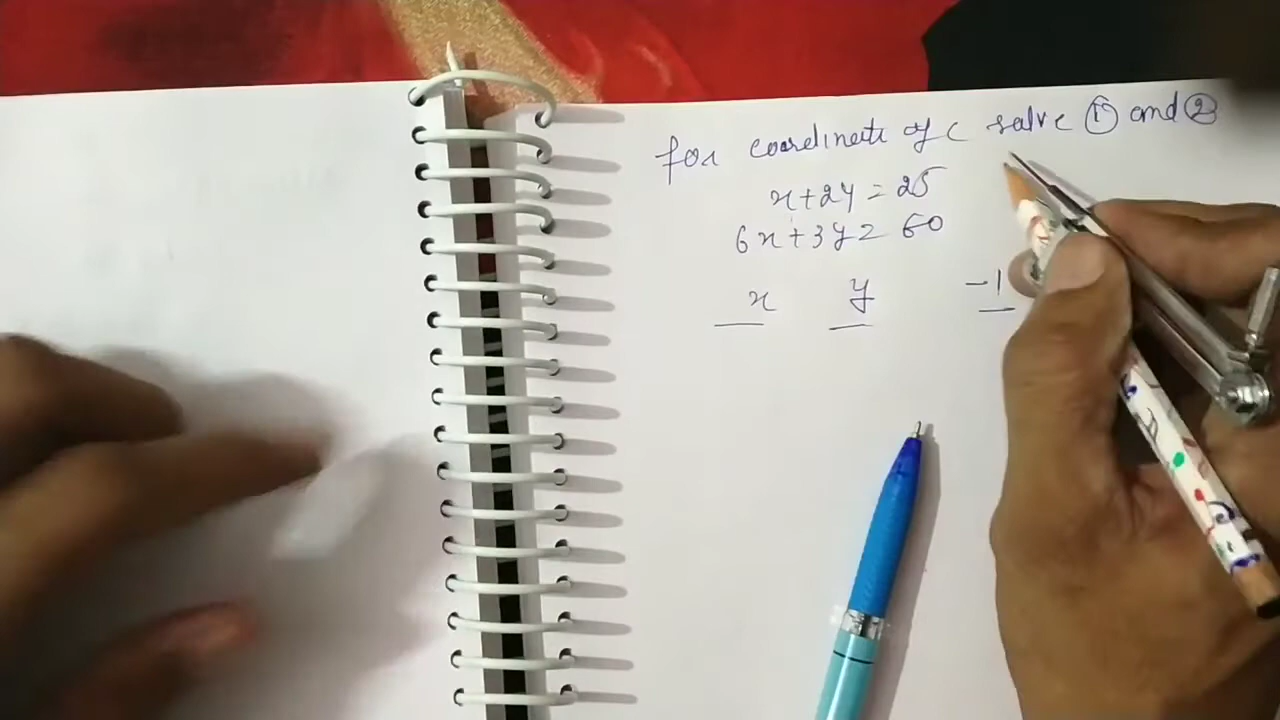 for coordinate of C solve ① and ②
x+2y = 25
6x+3y = 60
x y -1